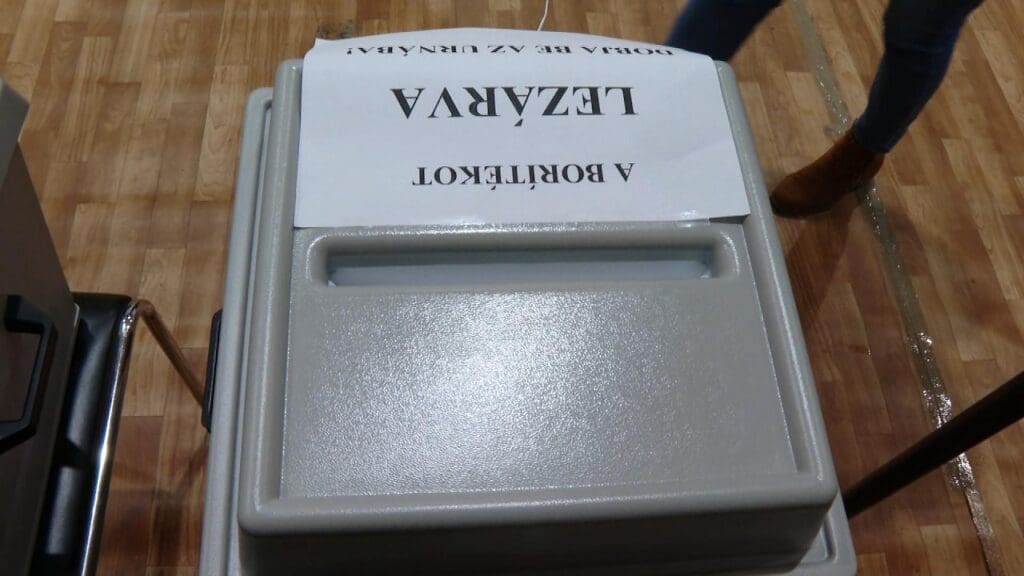 A BORÍTÉKOT
LEZÁRVA
DOBJA BE AZ URNÁBA!